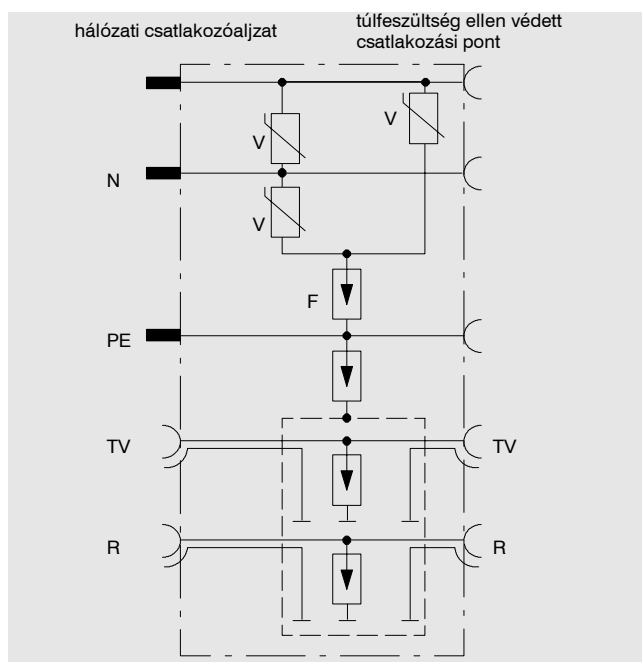 hálózati csatlakozóaljzat
túlfeszültség ellen védett
csatlakozási pont
V
V
N
V
F
PE
TV
TV
R
R